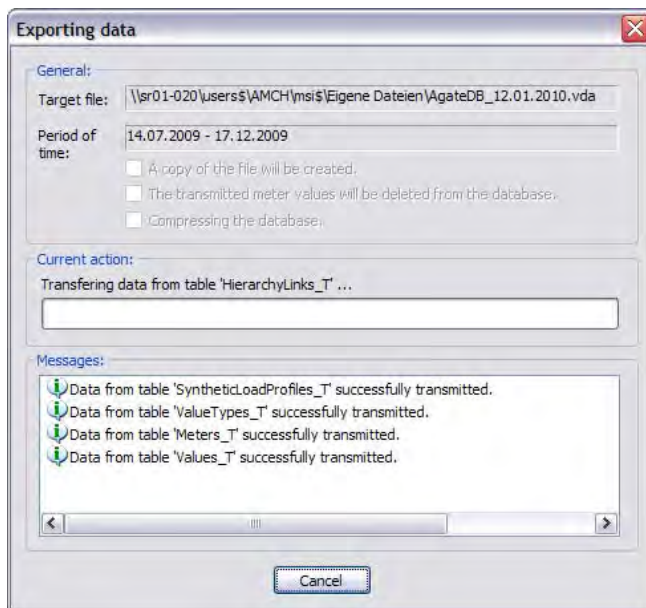 Exporting data
General:
Target file: \\sr01-020\users$\AMCH\msi$\Eigene Dateien\AgateDB_12.01.2010.vda
Period of time: 14.07.2009 - 17.12.2009
A copy of the file will be created.
The transmitted meter values will be deleted from the database.
Compressing the database.
Current action:
Transfering data from table 'HierarchyLinks_T' ...
Messages:
Data from table 'SyntheticLoadProfiles_T' successfully transmitted.
Data from table 'ValueTypes_T' successfully transmitted.
Data from table 'Meters_T' successfully transmitted.
Data from table 'Values_T' successfully transmitted.
Cancel